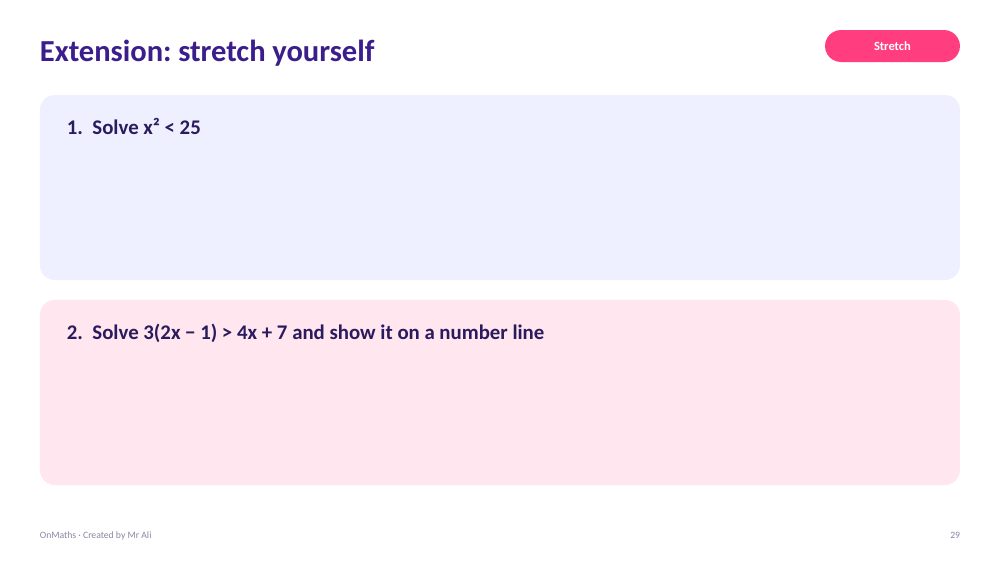 Extension: stretch yourself
Stretch
1. Solve x² < 25
2. Solve 3(2x − 1) > 4x + 7 and show it on a number line
OnMaths · Created by Mr Ali
29